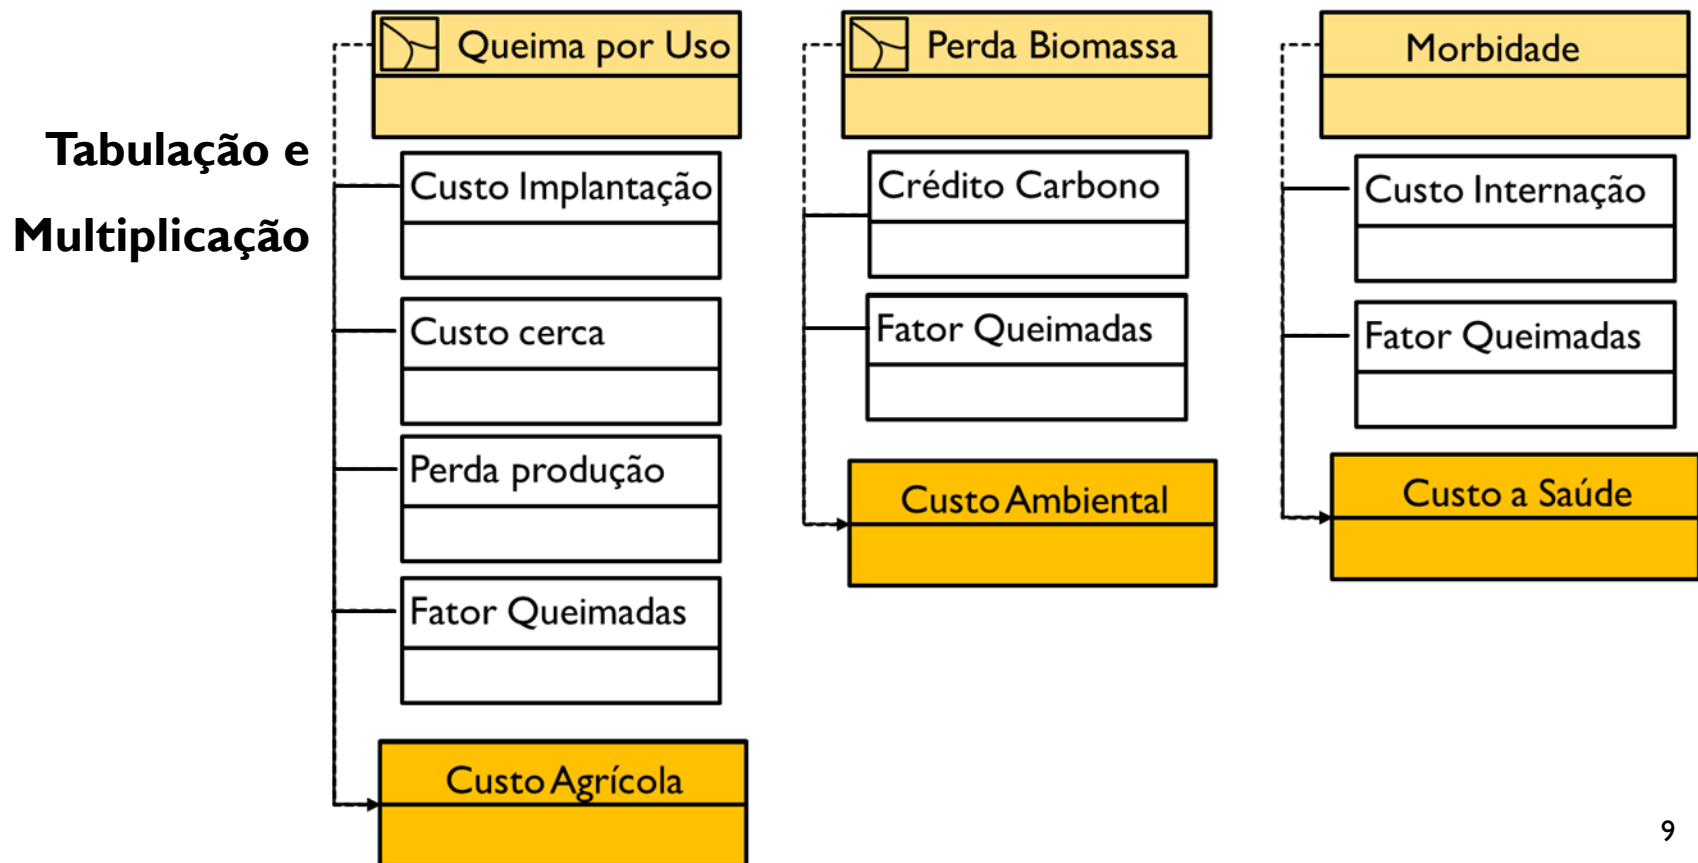 Tabulação e
Multiplicação
Queima por Uso
Custo Implantação
Custo cerca
Perda produção
Fator Queimadas
Custo Agrícola
Perda Biomassa
Crédito Carbono
Fator Queimadas
Custo Ambiental
Morbidade
Custo Internação
Fator Queimadas
Custo a Saúde
9